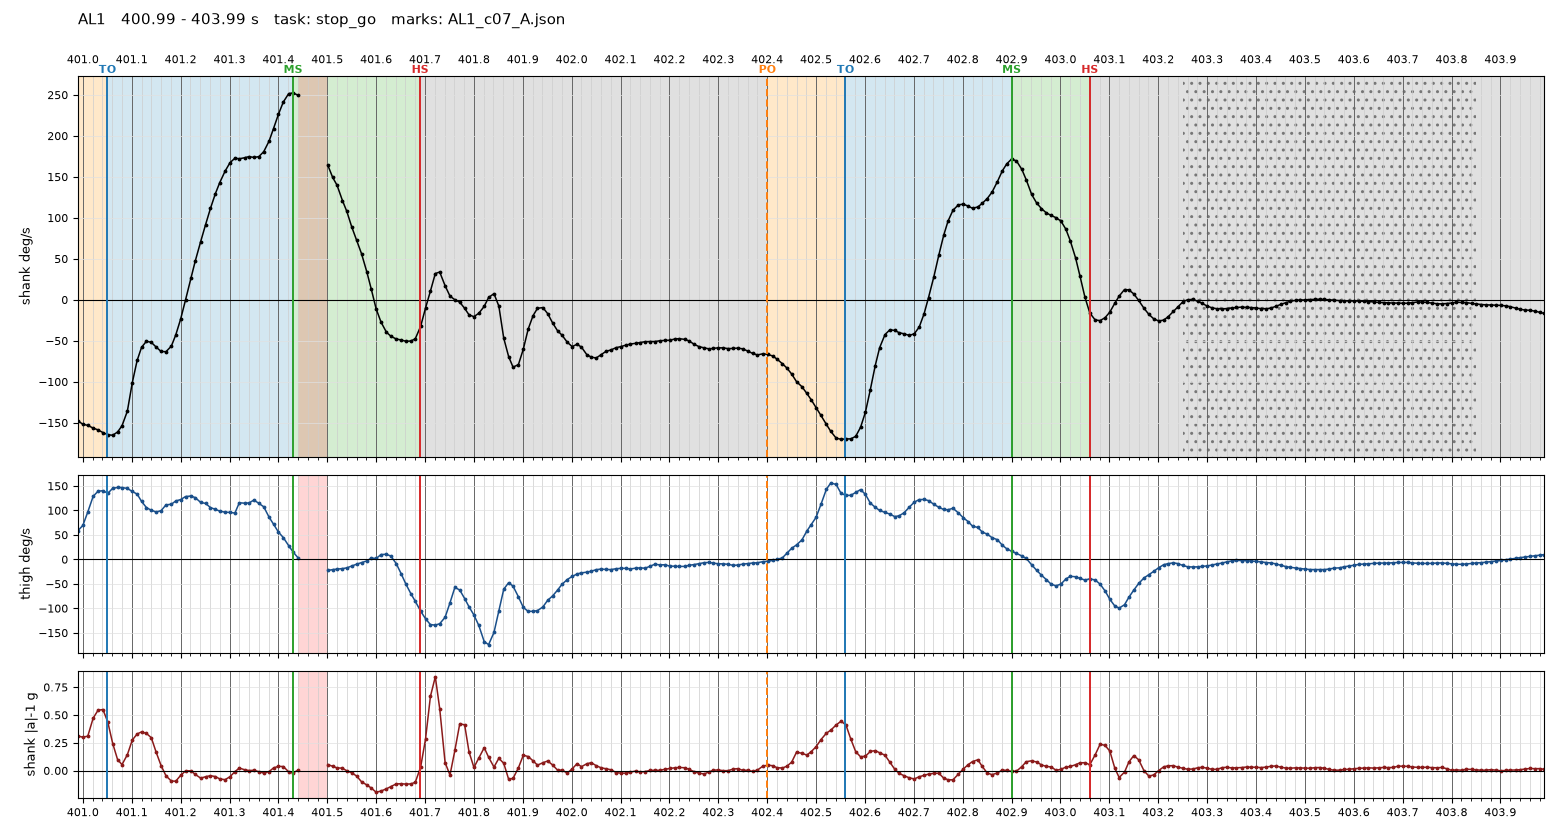 AL1   400.99 - 403.99 s   task: stop_go   marks: AL1_c07_A.json
401.0 401.1 401.2 401.3 401.4 401.5 401.6 401.7 401.8 401.9 402.0 402.1 402.2 402.3 402.4 402.5 402.6 402.7 402.8 402.9 403.0 403.1 403.2 403.3 403.4 403.5 403.6 403.7 403.8 403.9
TO MS HS PO TO MS HS
250
200
150
100
50
0
−50
−100
−150
shank deg/s
150
100
50
0
−50
−100
−150
thigh deg/s
0.75
0.50
0.25
0.00
shank |a|-1 g
401.0 401.1 401.2 401.3 401.4 401.5 401.6 401.7 401.8 401.9 402.0 402.1 402.2 402.3 402.4 402.5 402.6 402.7 402.8 402.9 403.0 403.1 403.2 403.3 403.4 403.5 403.6 403.7 403.8 403.9